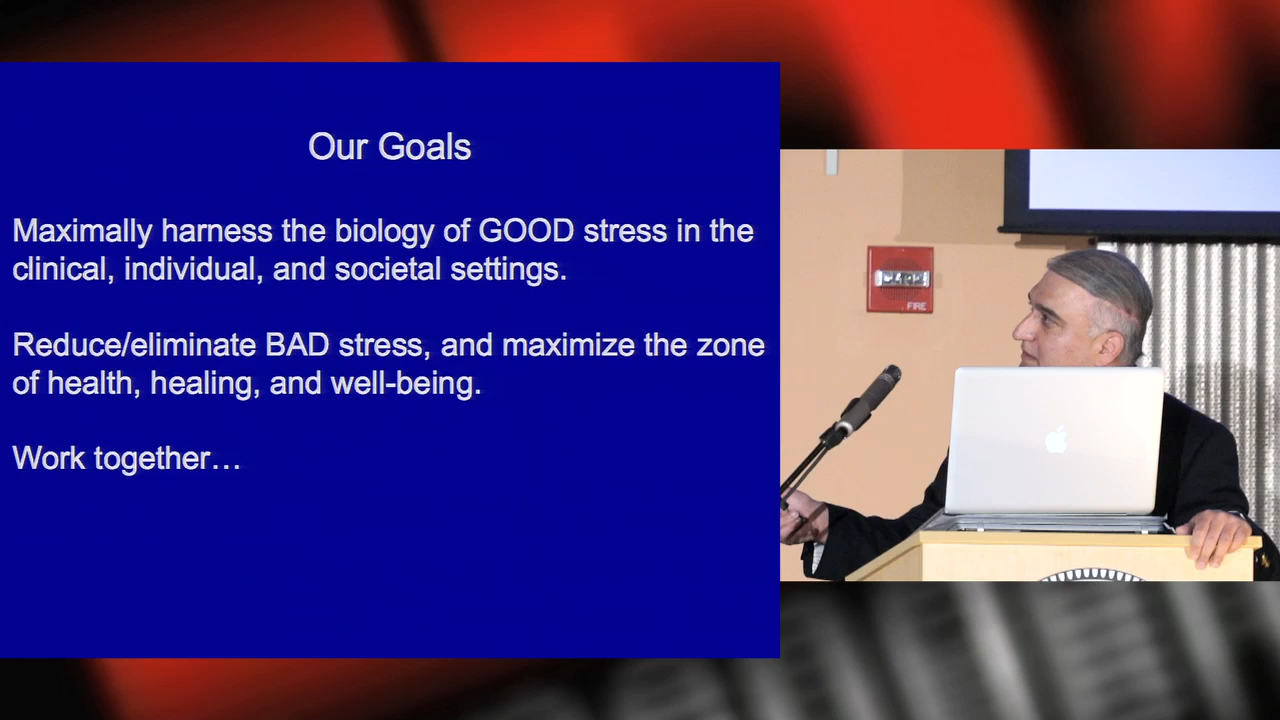 Our Goals
Maximally harness the biology of GOOD stress in the
clinical, individual, and societal settings.
Reduce/eliminate BAD stress, and maximize the zone
of health, healing, and well-being.
Work together…
FIRE